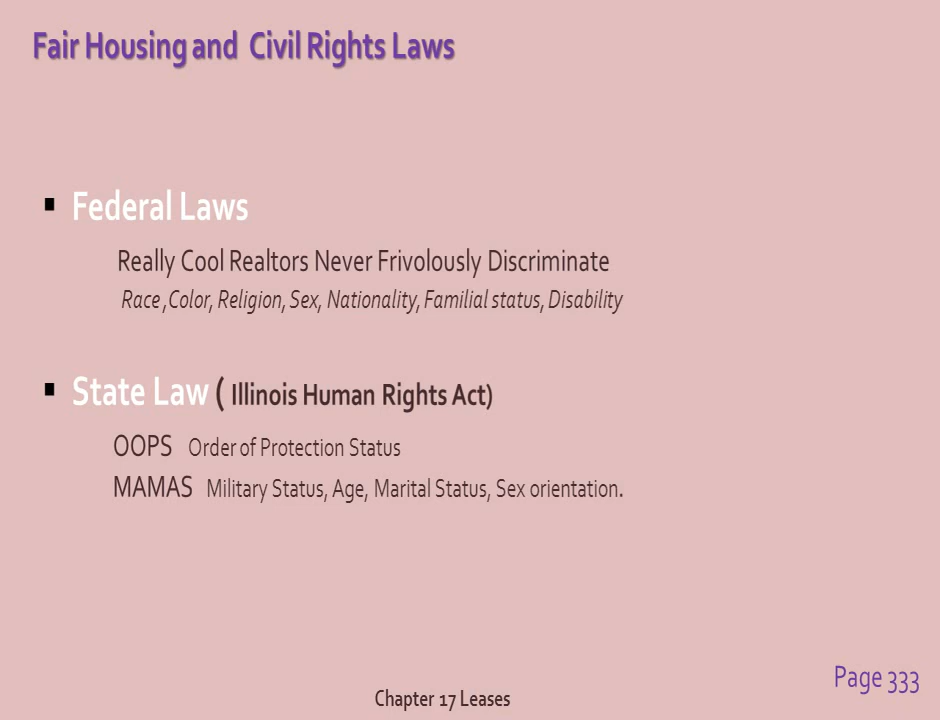 Fair Housing and Civil Rights Laws
▪ Federal Laws
Really Cool Realtors Never Frivolously Discriminate
Race ,Color, Religion, Sex, Nationality, Familial status, Disability
▪ State Law ( Illinois Human Rights Act)
OOPS Order of Protection Status
MAMAS Military Status, Age, Marital Status, Sex orientation.
Page 333
Chapter 17 Leases